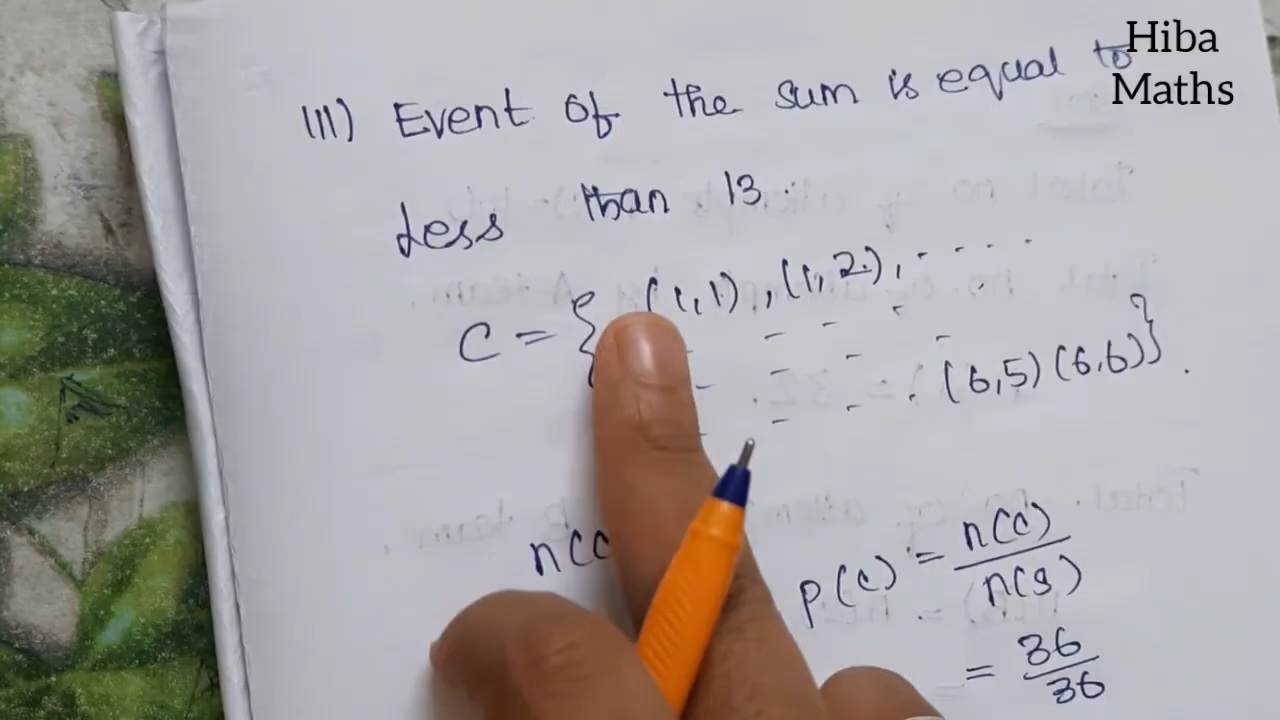 Hiba
Maths
III) Event of the sum is equal to
Less than 13.
C = { (1,1), (1,2), . . . . .
(6,5) (6,6) } .
n(C
P(C) = n(C) / n(S)
= 36 / 36